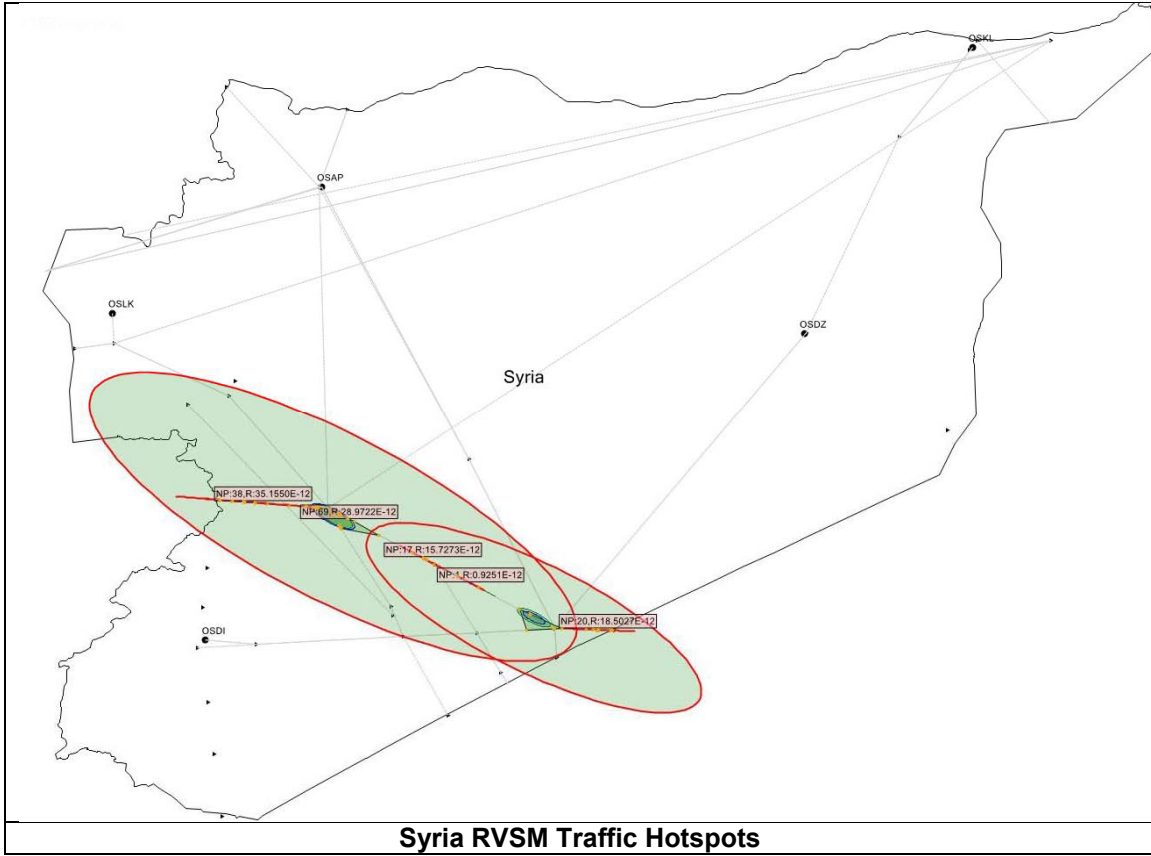 OSKL
OSAP
OSLK
OSDZ
Syria
NP:38,R:35.1550E-12
NP:69,R:28.9722E-12
NP:17,R:15.7273E-12
NP:1,R:0.9251E-12
NP:20,R:18.5027E-12
OSDI
Syria RVSM Traffic Hotspots